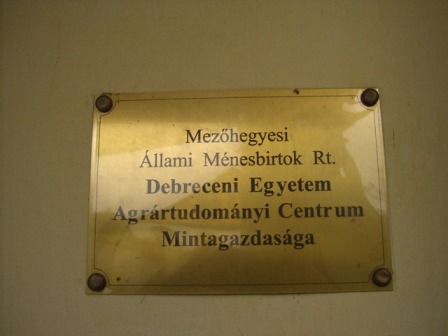 Mezőhegyesi
Állami Ménesbirtok Rt.
Debreceni Egyetem
Agrártudományi Centrum
Mintagazdasága